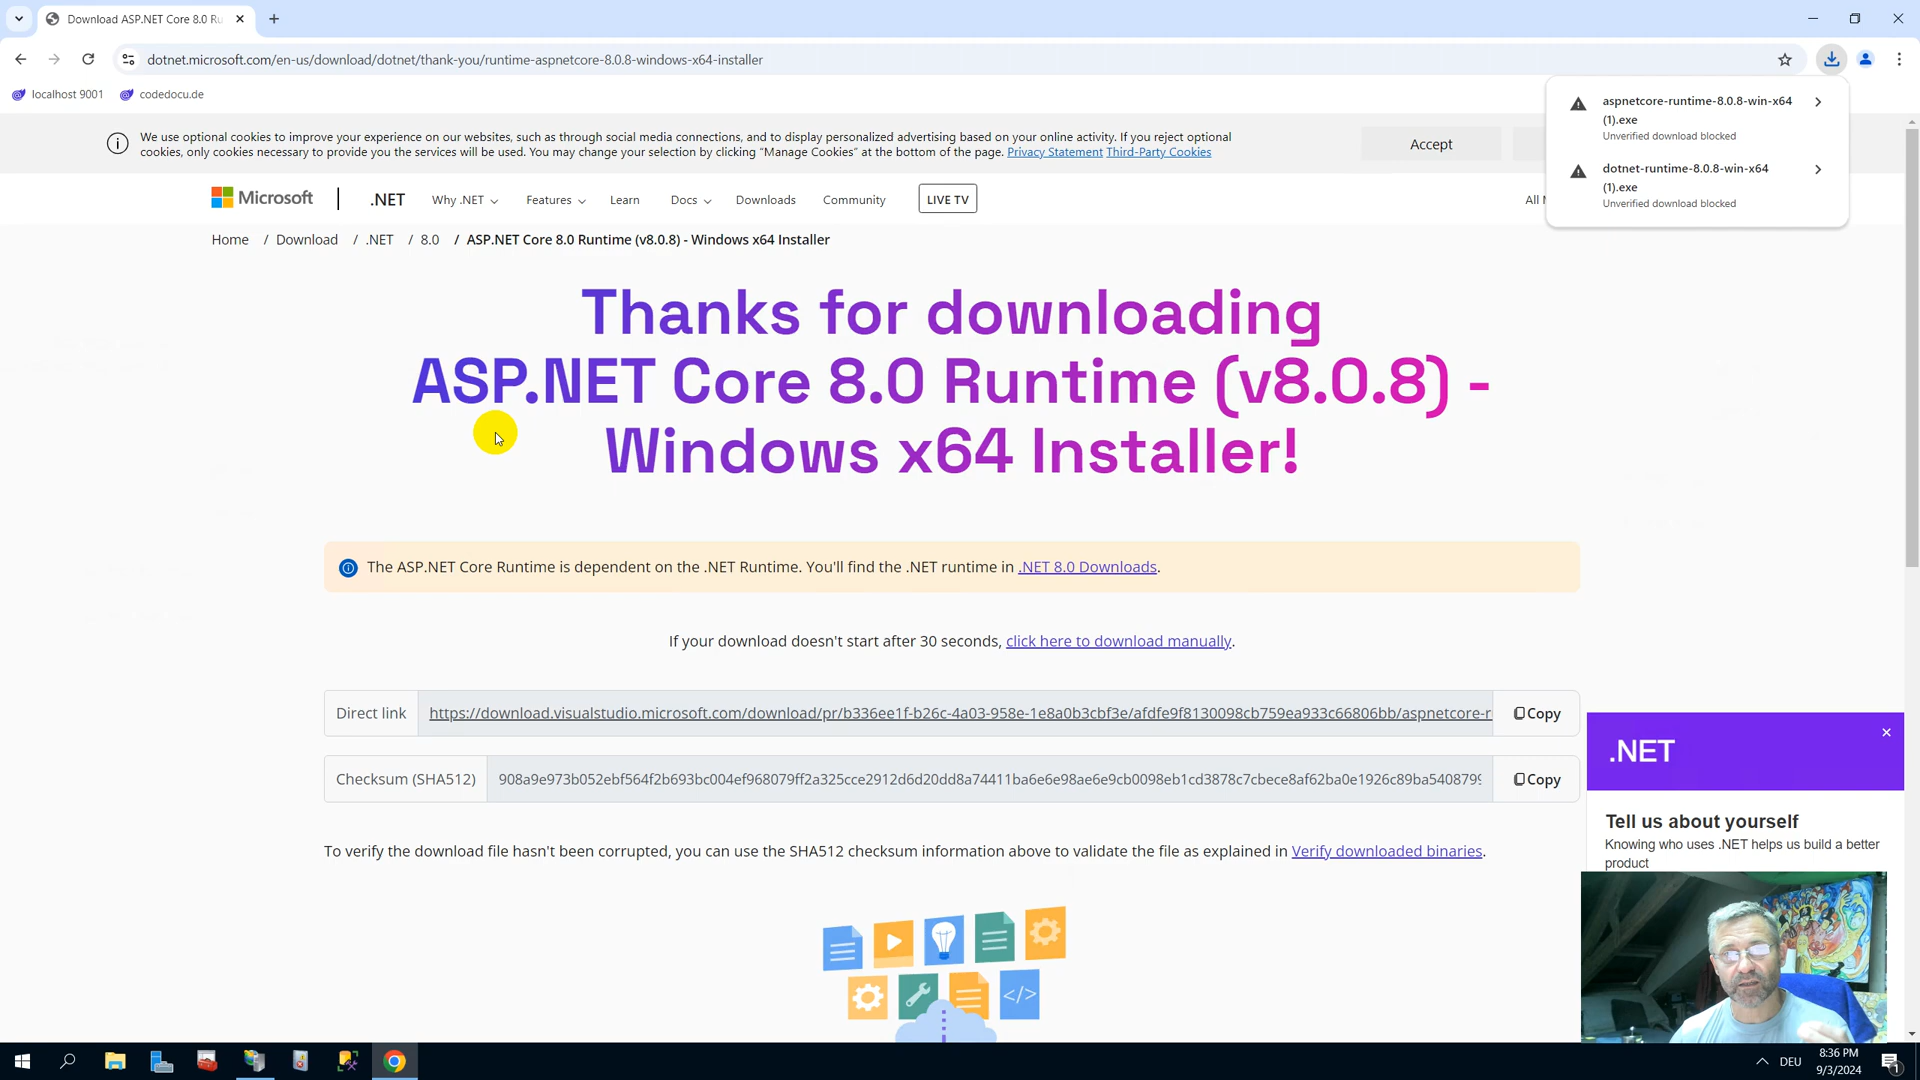 Download ASP.NET Core 8.0 Ru
dotnet.microsoft.com/en-us/download/dotnet/thank-you/runtime-aspnetcore-8.0.8-windows-x64-installer
localhost 9001
codedocu.de
aspnetcore-runtime-8.0.8-win-x64
(1).exe
Unverified download blocked
dotnet-runtime-8.0.8-win-x64
(1).exe
Unverified download blocked
We use optional cookies to improve your experience on our websites, such as through social media connections, and to display personalized advertising based on your online activity. If you reject optional
cookies, only cookies necessary to provide you the services will be used. You may change your selection by clicking “Manage Cookies” at the bottom of the page. Privacy Statement Third-Party Cookies
Accept
Microsoft
.NET
Why .NET
Features
Learn
Docs
Downloads
Community
LIVE TV
All
Home / Download / .NET / 8.0 / ASP.NET Core 8.0 Runtime (v8.0.8) - Windows x64 Installer
Thanks for downloading
ASP.NET Core 8.0 Runtime (v8.0.8) -
Windows x64 Installer!
The ASP.NET Core Runtime is dependent on the .NET Runtime. You'll find the .NET runtime in .NET 8.0 Downloads.
If your download doesn't start after 30 seconds, click here to download manually.
Direct link
https://download.visualstudio.microsoft.com/download/pr/b336ee1f-b26c-4a03-958e-1e8a0b3cbf3e/afdfe9f8130098cb759ea933c66806bb/aspnetcore-r
Copy
Checksum (SHA512)
908a9e973b052ebf564f2b693bc004ef968079ff2a325cce2912d6d20dd8a74411ba6e6e98ae6e9cb0098eb1cd3878c7cbece8af62ba0e1926c89ba5408799
Copy
To verify the download file hasn't been corrupted, you can use the SHA512 checksum information above to validate the file as explained in Verify downloaded binaries.
.NET
Tell us about yourself
Knowing who uses .NET helps us build a better
product
</>
DEU
8:36 PM
9/3/2024
1